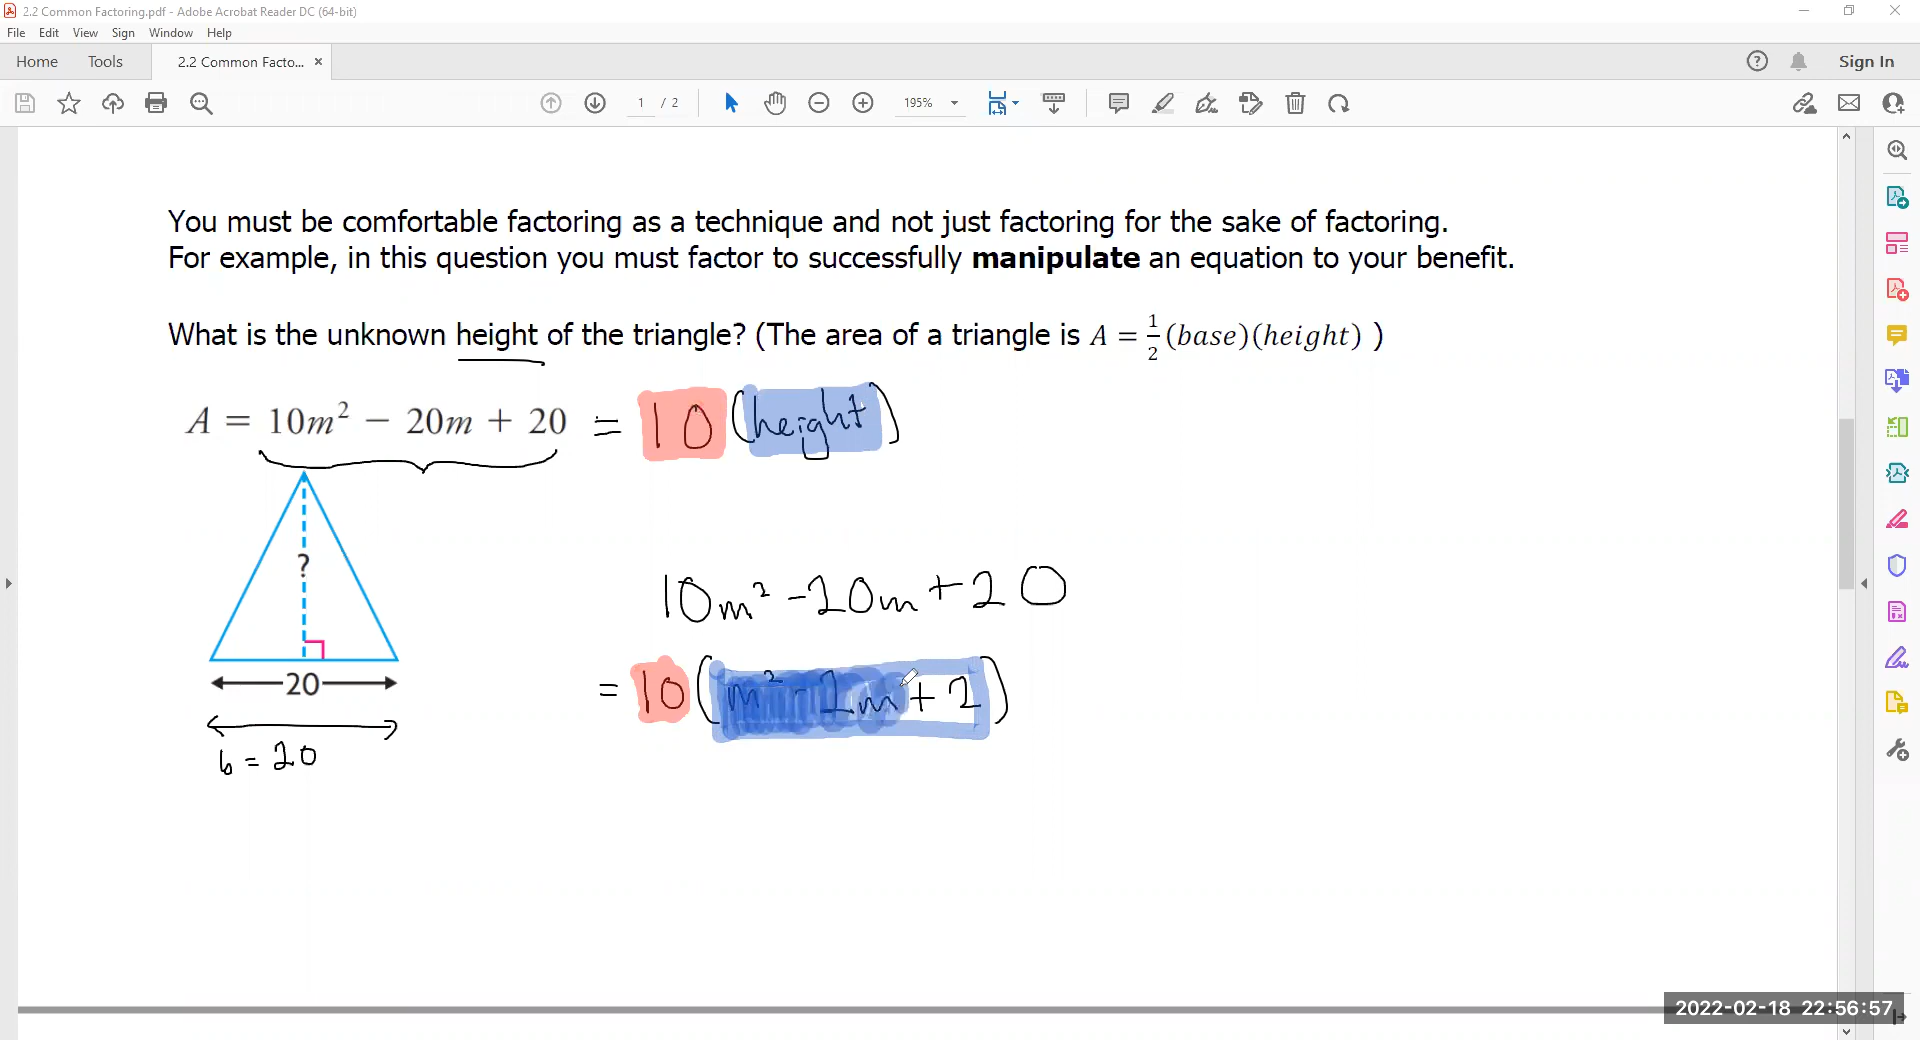 2.2 Common Factoring.pdf - Adobe Acrobat Reader DC (64-bit)
File Edit View Sign Window Help
Home Tools 2.2 Common Facto... × Sign In
1 / 2 195%
You must be comfortable factoring as a technique and not just factoring for the sake of factoring.
For example, in this question you must factor to successfully manipulate an equation to your benefit.
What is the unknown height of the triangle? (The area of a triangle is A = 1/2 (base)(height) )
A = 10m² − 20m + 20 = 10 (height)
?
10m² - 20m + 20
20
= 10 (m² - 2m + 2)
b = 20
2022-02-18 22:56:57